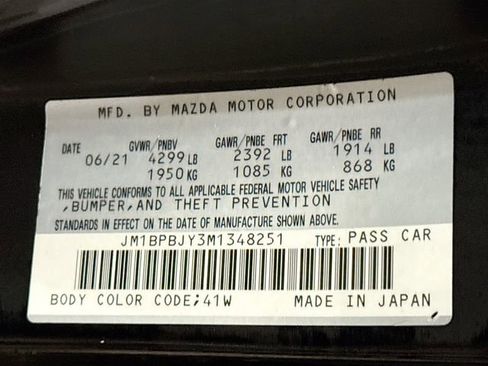 MFD. BY MAZDA MOTOR CORPORATION
DATE GVWR/PNBV GAWR/PNBE FRT GAWR/PNBE RR
06/21 4299 LB 2392 LB 1914 LB
1950 KG 1085 KG 868 KG
THIS VEHICLE CONFORMS TO ALL APPLICABLE FEDERAL MOTOR VEHICLE SAFETY
,BUMPER,AND THEFT PREVENTION
STANDARDS IN EFFECT ON THE DATE OF MANUFACTURE SHOWN ABOVE.
JM1BPBJY3M1348251 TYPE: PASS CAR
BODY COLOR CODE;41W MADE IN JAPAN